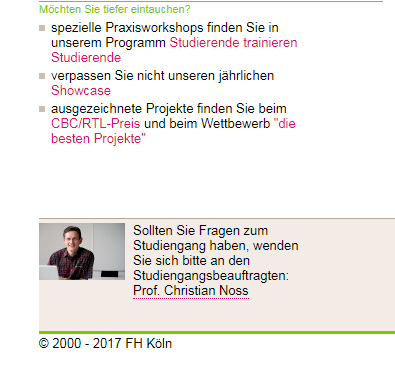 Möchten Sie tiefer eintauchen?
spezielle Praxisworkshops finden Sie in
unserem Programm Studierende trainieren
Studierende
verpassen Sie nicht unseren jährlichen
Showcase
ausgezeichnete Projekte finden Sie beim
CBC/RTL-Preis und beim Wettbewerb "die
besten Projekte"
Sollten Sie Fragen zum
Studiengang haben, wenden
Sie sich bitte an den
Studiengangsbeauftragten:
Prof. Christian Noss
© 2000 - 2017 FH Köln